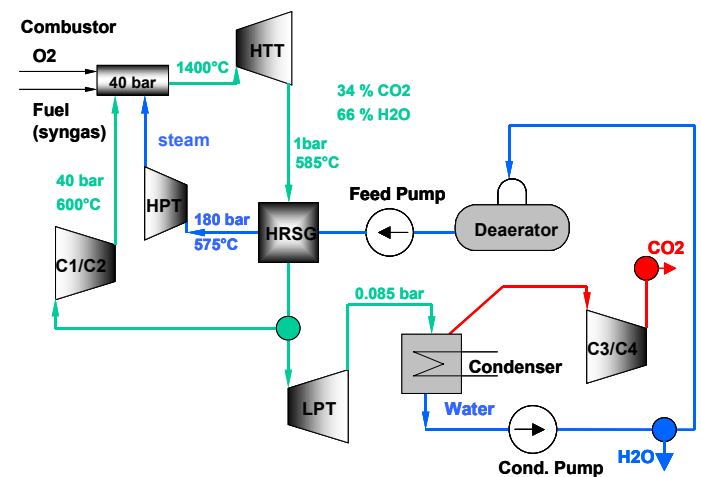 Combustor
O2
40 bar
Fuel
(syngas)
1400°C
HTT
34 % CO2
66 % H2O
steam
1bar
585°C
40 bar
600°C
HPT
180 bar
575°C
HRSG
Feed Pump
Deaerator
C1/C2
CO2
0.085 bar
C3/C4
Condenser
LPT
Water
H2O
Cond. Pump